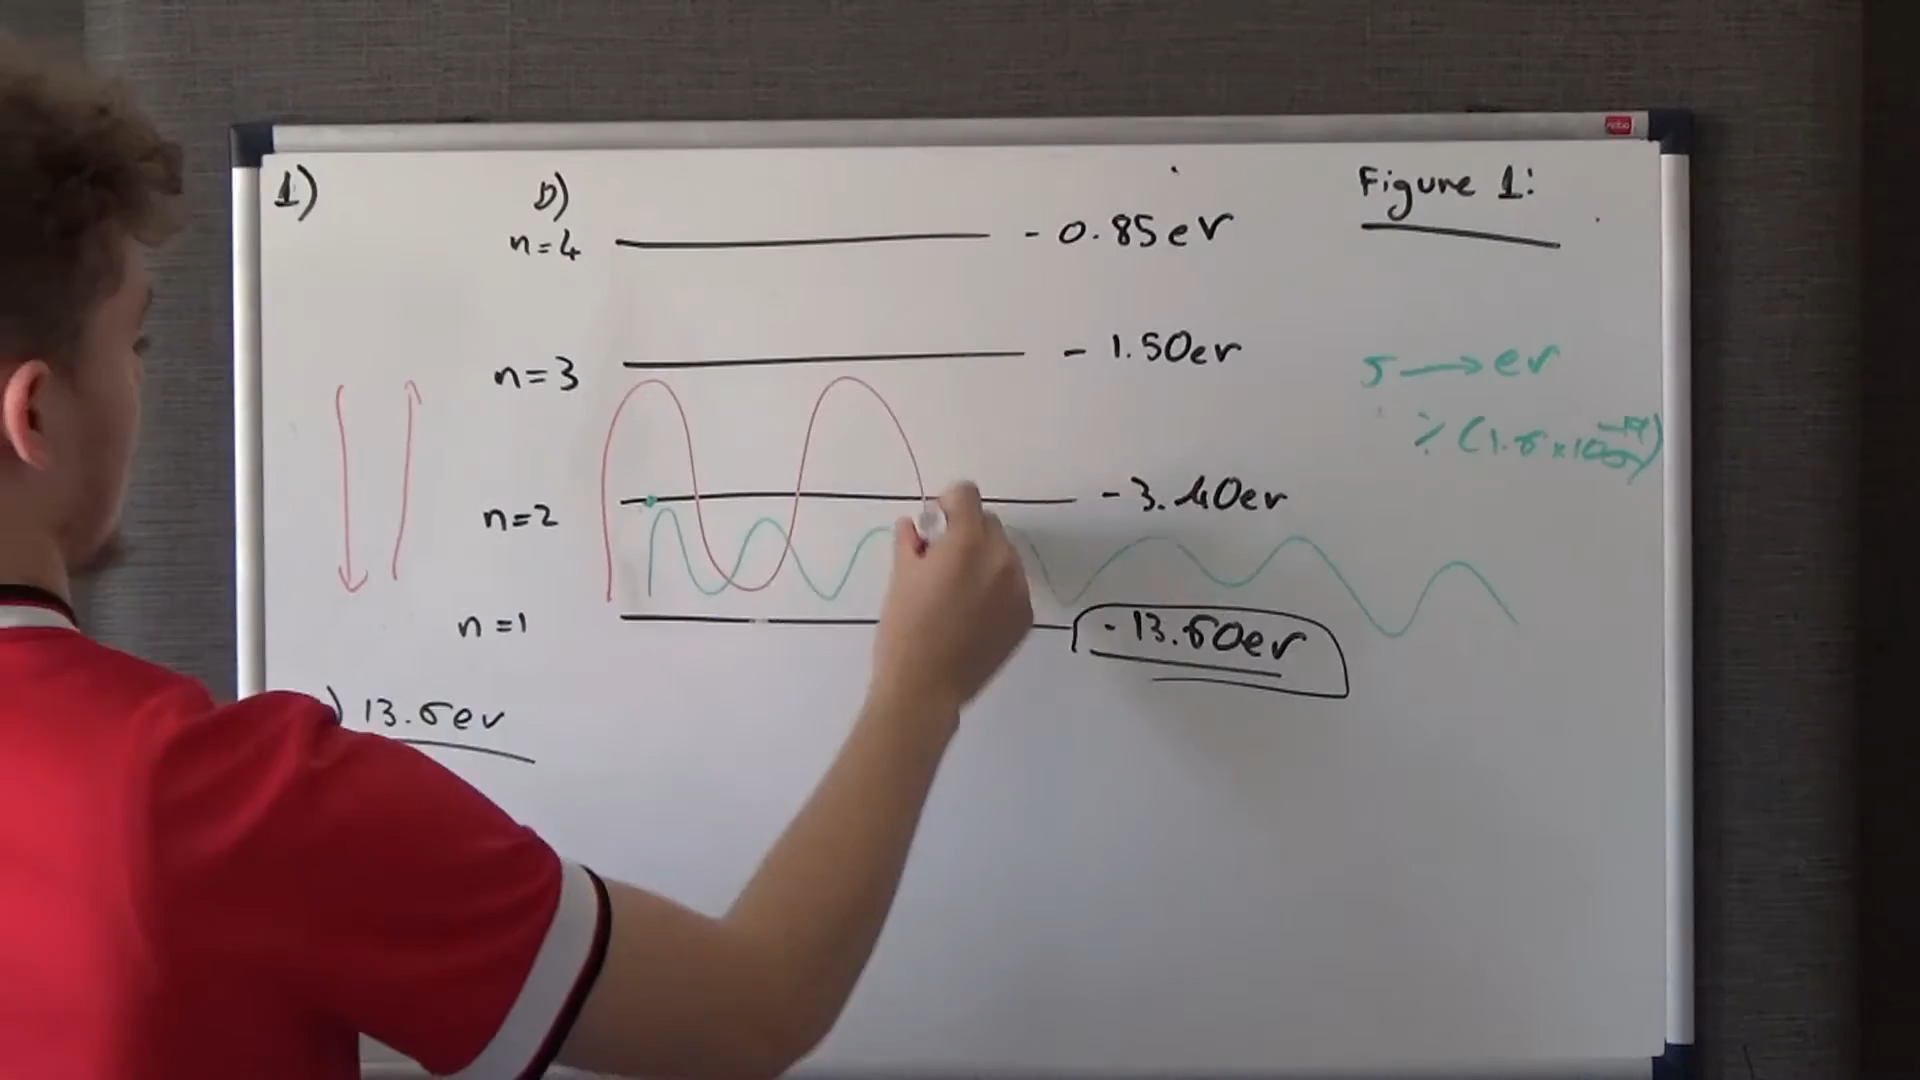 1)
b)
Figure 1:
n=4 - 0.85eV
n=3 - 1.50eV
J → eV
÷ (1.6×10
n=2 - 3.40eV
n=1 - 13.60eV
) 13.6eV
nobo